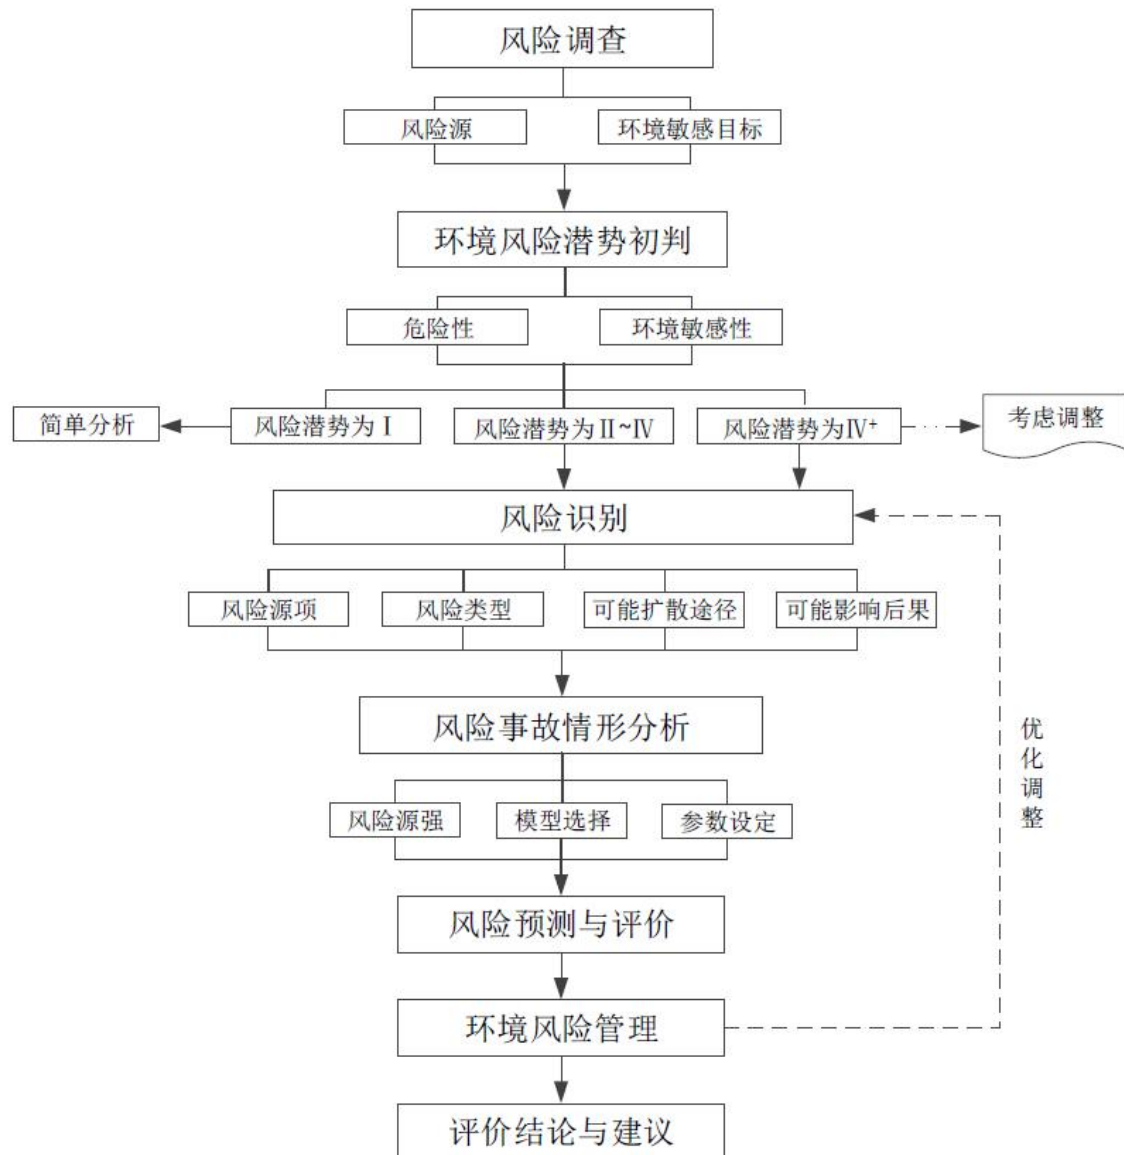 风险调查
风险源
环境敏感目标
环境风险潜势初判
危险性
环境敏感性
简单分析
风险潜势为Ⅰ
风险潜势为Ⅱ~Ⅳ
风险潜势为Ⅳ⁺
考虑调整
风险识别
风险源项
风险类型
可能扩散途径
可能影响后果
风险事故情形分析
优化调整
风险源强
模型选择
参数设定
风险预测与评价
环境风险管理
评价结论与建议